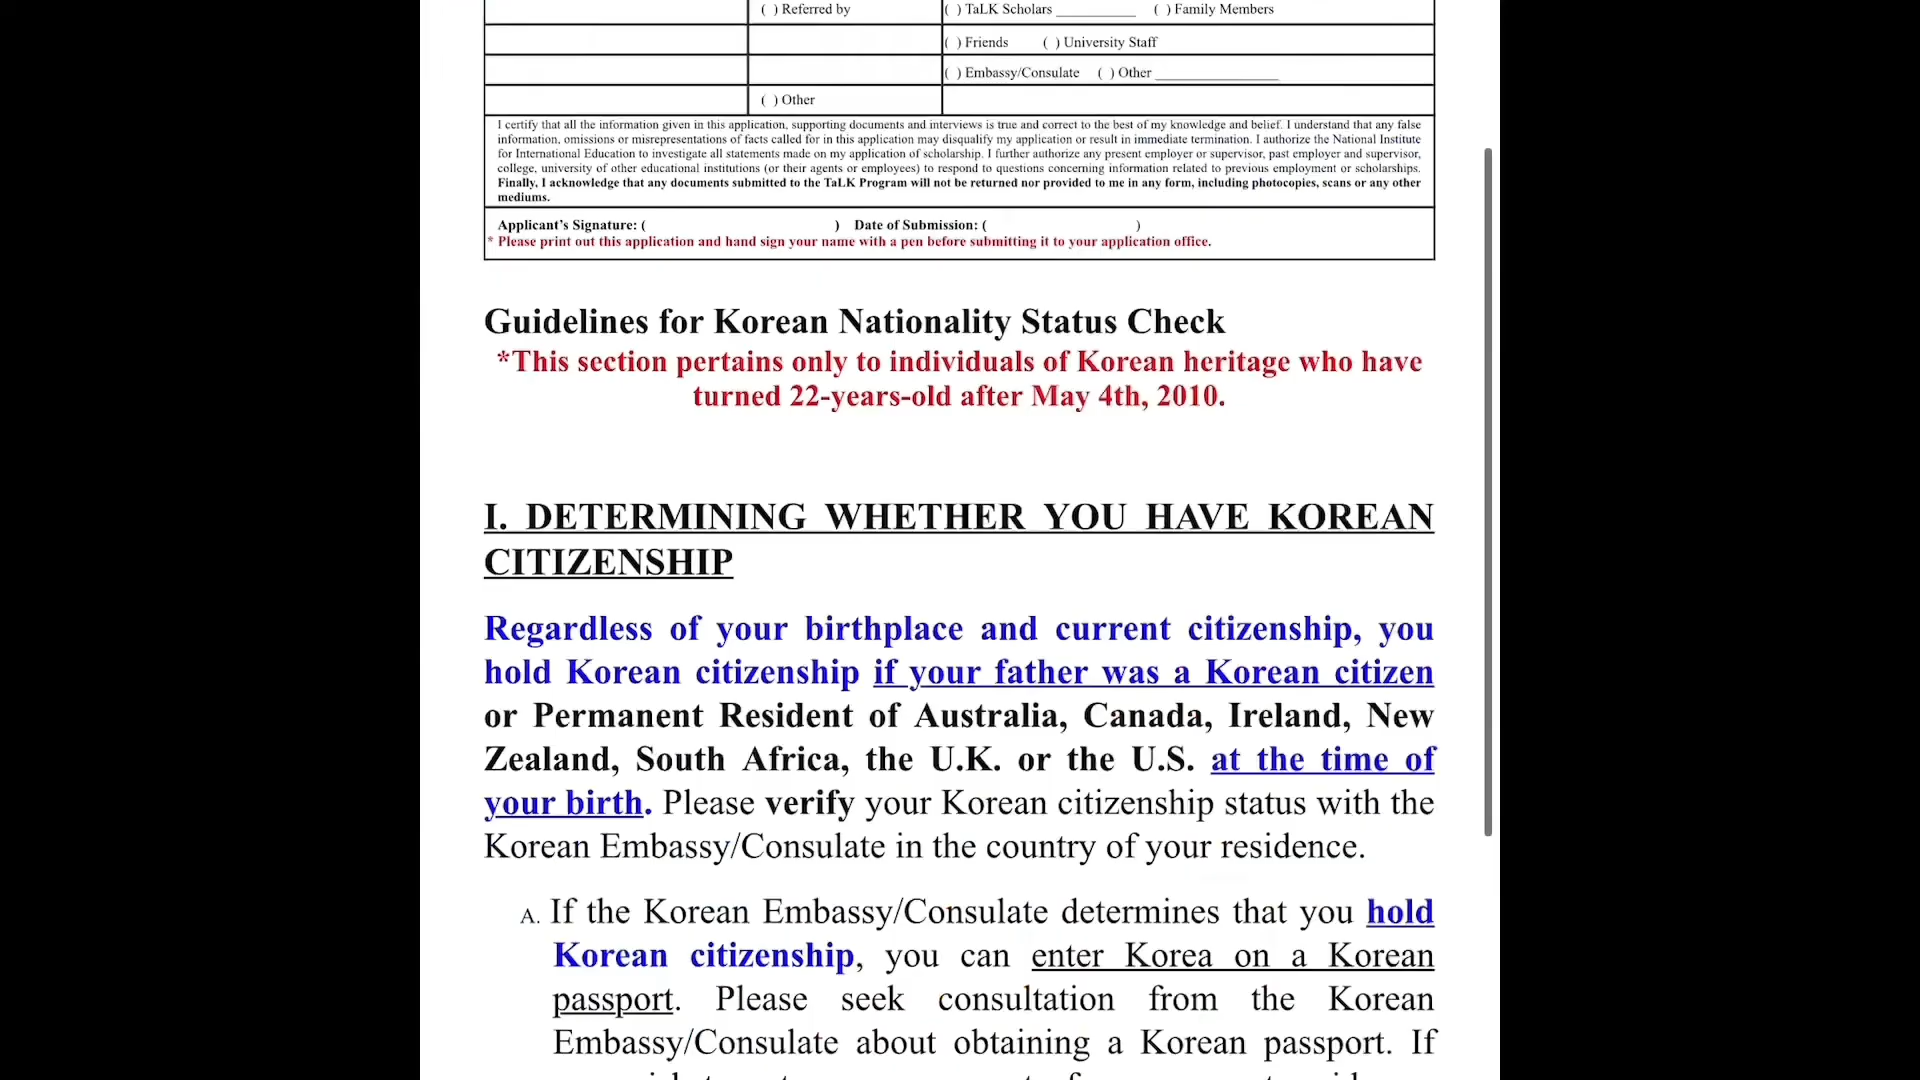 ( ) Referred by ( ) TaLK Scholars ____________ ( ) Family Members
( ) Friends ( ) University Staff
( ) Embassy/Consulate ( ) Other ___________________
( ) Other
I certify that all the information given in this application, supporting documents and interviews is true and correct to the best of my knowledge and belief. I understand that any false
information, omissions or misrepresentations of facts called for in this application may disqualify my application or result in immediate termination. I authorize the National Institute
for International Education to investigate all statements made on my application of scholarship. I further authorize any present employer or supervisor, past employer and supervisor,
college, university of other educational institutions (or their agents or employees) to respond to questions concerning information related to previous employment or scholarships.
Finally, I acknowledge that any documents submitted to the TaLK Program will not be returned nor provided to me in any form, including photocopies, scans or any other
mediums.
Applicant’s Signature: ( ) Date of Submission: ( )
* Please print out this application and hand sign your name with a pen before submitting it to your application office.
Guidelines for Korean Nationality Status Check
*This section pertains only to individuals of Korean heritage who have
turned 22-years-old after May 4th, 2010.
I. DETERMINING WHETHER YOU HAVE KOREAN
CITIZENSHIP
Regardless of your birthplace and current citizenship, you
hold Korean citizenship if your father was a Korean citizen
or Permanent Resident of Australia, Canada, Ireland, New
Zealand, South Africa, the U.K. or the U.S. at the time of
your birth. Please verify your Korean citizenship status with the
Korean Embassy/Consulate in the country of your residence.
A. If the Korean Embassy/Consulate determines that you hold
Korean citizenship, you can enter Korea on a Korean
passport. Please seek consultation from the Korean
Embassy/Consulate about obtaining a Korean passport. If